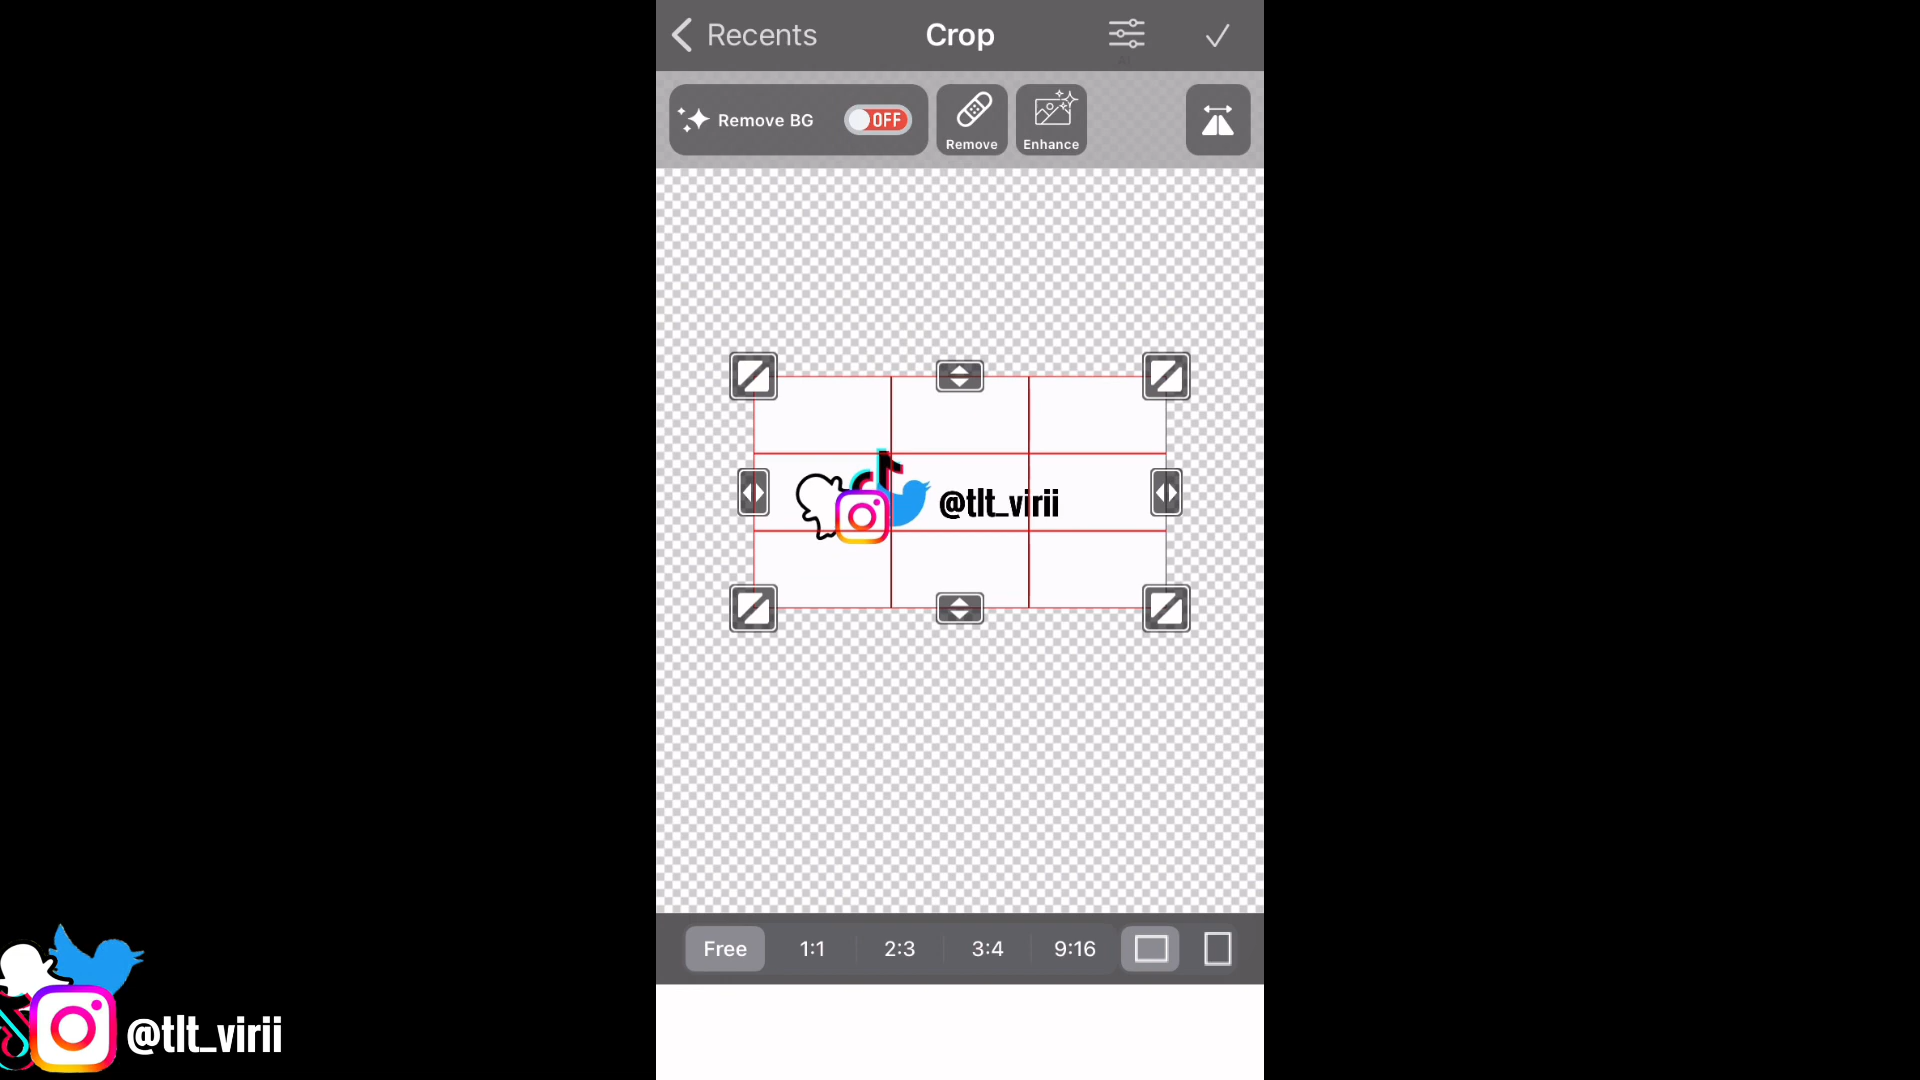 Recents
Crop
Remove BG
OFF
Remove
Enhance
@tlt_virii
Free
1:1
2:3
3:4
9:16
@tlt_virii